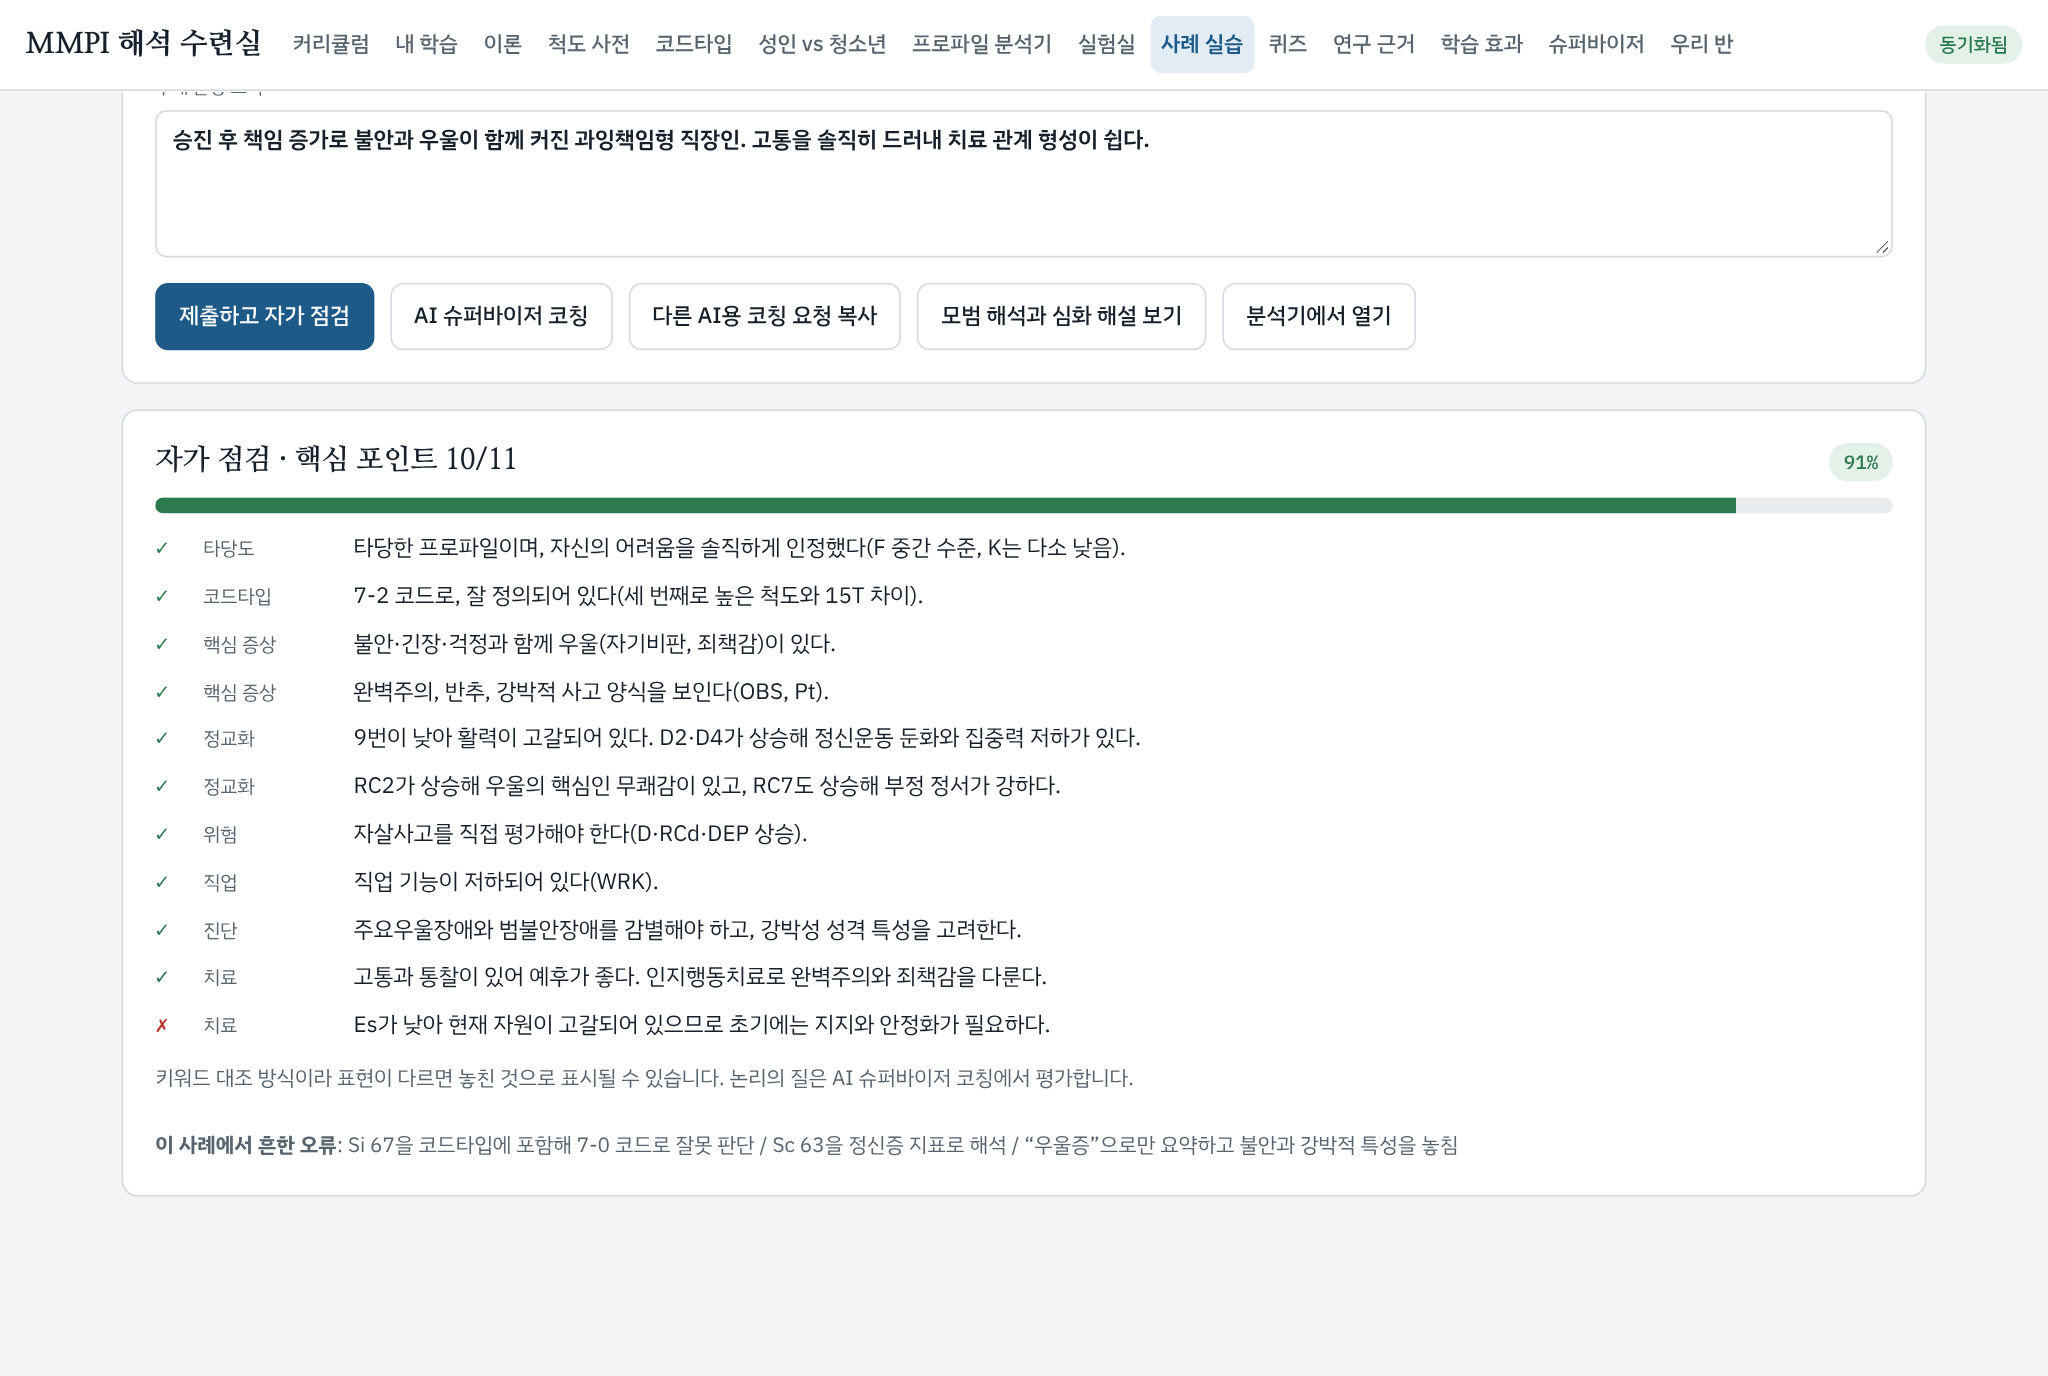 MMPI 해석 수련실 커리큘럼 내 학습 이론 척도 사전 코드타입 성인 vs 청소년 프로파일 분석기 실험실 사례 실습 퀴즈 연구 근거 학습 효과 슈퍼바이저 우리 반 동기화됨
승진 후 책임 증가로 불안과 우울이 함께 커진 과잉책임형 직장인. 고통을 솔직히 드러내 치료 관계 형성이 쉽다.
제출하고 자가 점검 AI 슈퍼바이저 코칭 다른 AI용 코칭 요청 복사 모범 해석과 심화 해설 보기 분석기에서 열기
자가 점검 · 핵심 포인트 10/11 91%
✓ 타당도 타당한 프로파일이며, 자신의 어려움을 솔직하게 인정했다(F 중간 수준, K는 다소 낮음).
✓ 코드타입 7-2 코드로, 잘 정의되어 있다(세 번째로 높은 척도와 15T 차이).
✓ 핵심 증상 불안·긴장·걱정과 함께 우울(자기비판, 죄책감)이 있다.
✓ 핵심 증상 완벽주의, 반추, 강박적 사고 양식을 보인다(OBS, Pt).
✓ 정교화 9번이 낮아 활력이 고갈되어 있다. D2·D4가 상승해 정신운동 둔화와 집중력 저하가 있다.
✓ 정교화 RC2가 상승해 우울의 핵심인 무쾌감이 있고, RC7도 상승해 부정 정서가 강하다.
✓ 위험 자살사고를 직접 평가해야 한다(D·RCd·DEP 상승).
✓ 직업 직업 기능이 저하되어 있다(WRK).
✓ 진단 주요우울장애와 범불안장애를 감별해야 하고, 강박성 성격 특성을 고려한다.
✓ 치료 고통과 통찰이 있어 예후가 좋다. 인지행동치료로 완벽주의와 죄책감을 다룬다.
✗ 치료 Es가 낮아 현재 자원이 고갈되어 있으므로 초기에는 지지와 안정화가 필요하다.
키워드 대조 방식이라 표현이 다르면 놓친 것으로 표시될 수 있습니다. 논리의 질은 AI 슈퍼바이저 코칭에서 평가합니다.
이 사례에서 흔한 오류: Si 67을 코드타입에 포함해 7-0 코드로 잘못 판단 / Sc 63을 정신증 지표로 해석 / “우울증”으로만 요약하고 불안과 강박적 특성을 놓침